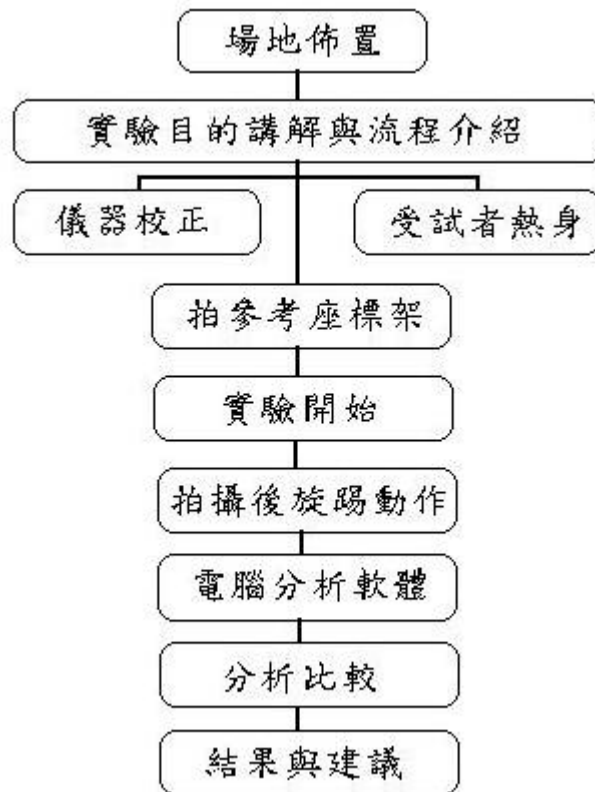 場地佈置
實驗目的講解與流程介紹
儀器校正
受試者熱身
拍參考座標架
實驗開始
拍攝後旋踢動作
電腦分析軟體
分析比較
結果與建議